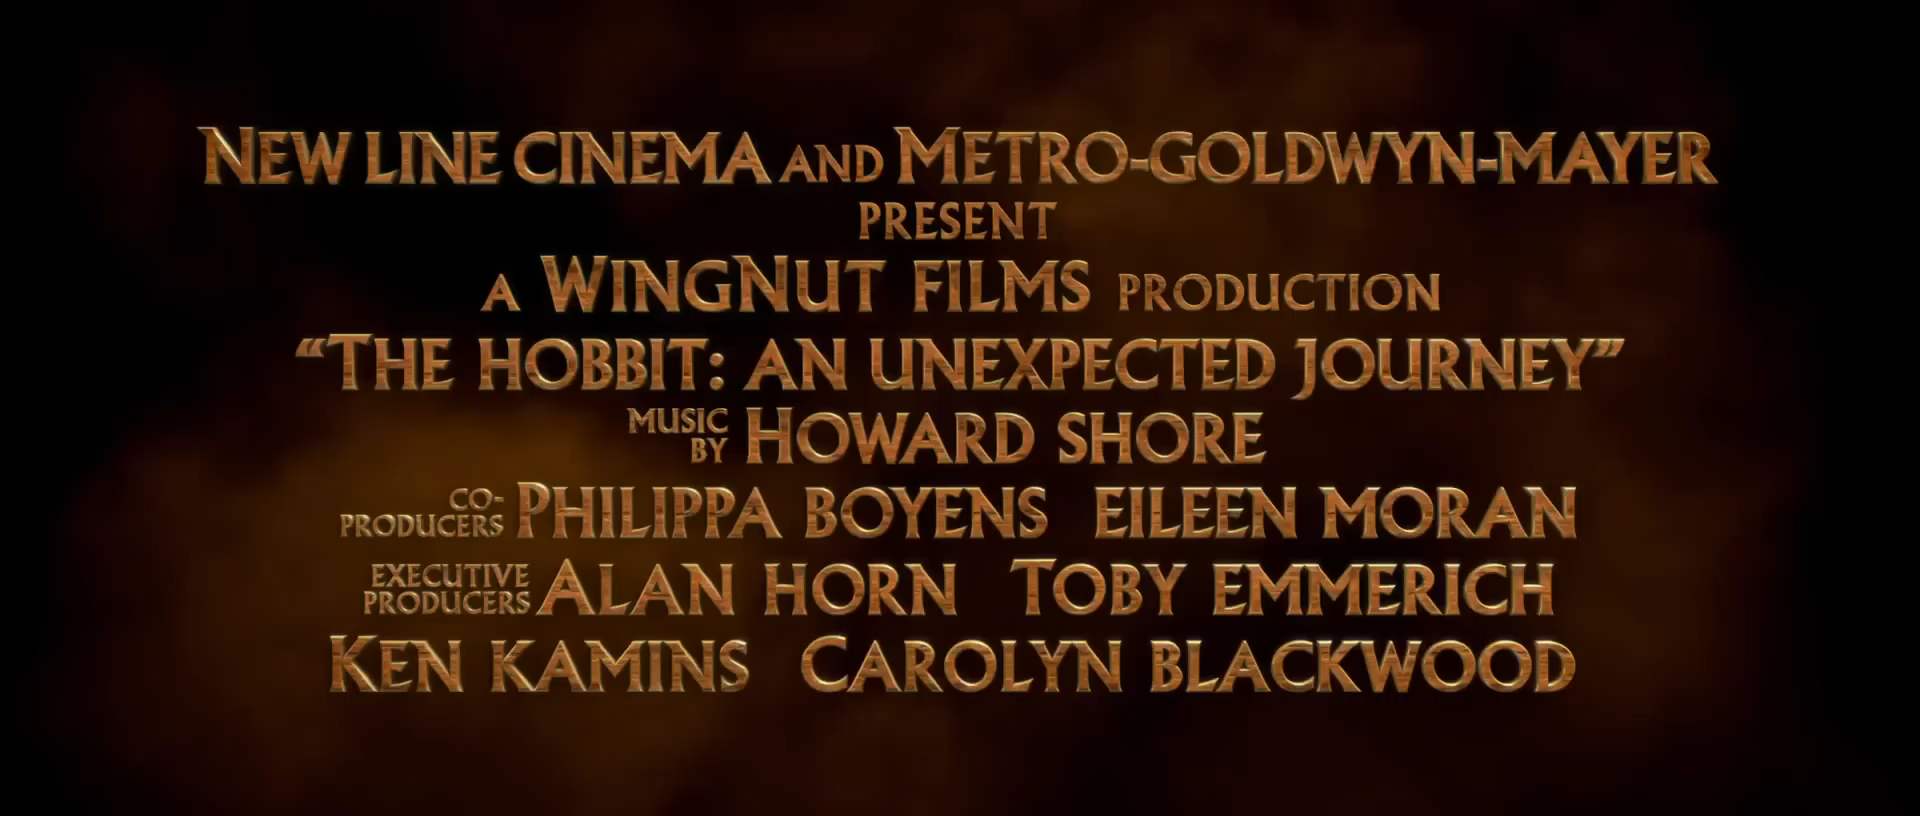 NEW LINE CINEMA AND METRO-GOLDWYN-MAYER
PRESENT
A WINGNUT FILMS PRODUCTION
“THE HOBBIT: AN UNEXPECTED JOURNEY”
MUSIC BY HOWARD SHORE
CO-PRODUCERS PHILIPPA BOYENS EILEEN MORAN
EXECUTIVE PRODUCERS ALAN HORN TOBY EMMERICH
KEN KAMINS CAROLYN BLACKWOOD